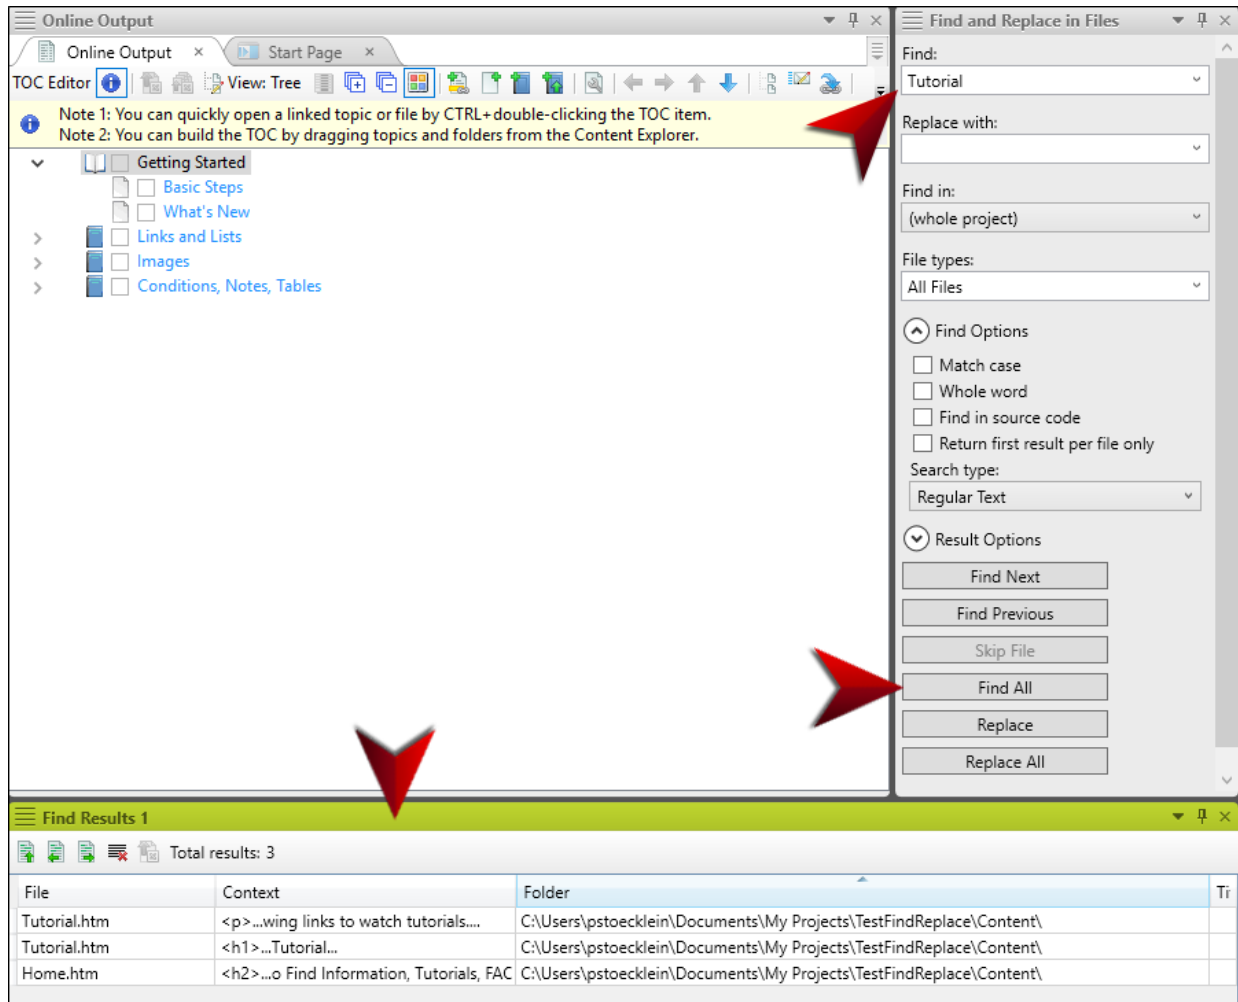 Online Output
Online Output × Start Page ×
TOC Editor View: Tree
Note 1: You can quickly open a linked topic or file by CTRL+double-clicking the TOC item.
Note 2: You can build the TOC by dragging topics and folders from the Content Explorer.
Getting Started
Basic Steps
What's New
Links and Lists
Images
Conditions, Notes, Tables
Find and Replace in Files
Find:
Tutorial
Replace with:
Find in:
(whole project)
File types:
All Files
Find Options
Match case
Whole word
Find in source code
Return first result per file only
Search type:
Regular Text
Result Options
Find Next
Find Previous
Skip File
Find All
Replace
Replace All
Find Results 1
Total results: 3
File Context Folder Ti
Tutorial.htm <p>...wing links to watch tutorials.... C:\Users\pstoecklein\Documents\My Projects\TestFindReplace\Content\
Tutorial.htm <h1>...Tutorial... C:\Users\pstoecklein\Documents\My Projects\TestFindReplace\Content\
Home.htm <h2>...o Find Information, Tutorials, FAC C:\Users\pstoecklein\Documents\My Projects\TestFindReplace\Content\